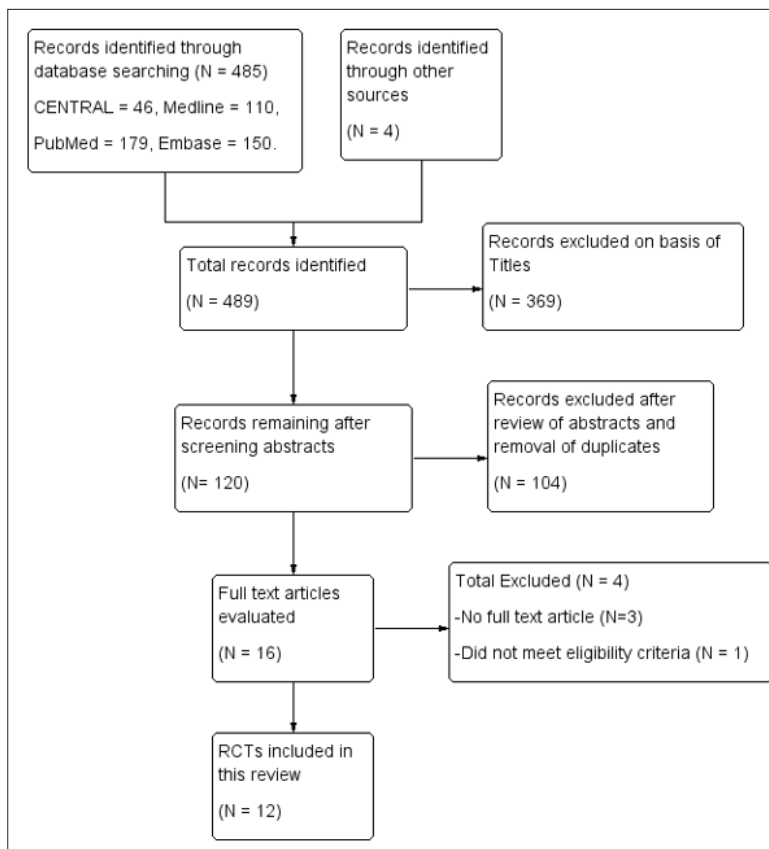 Records identified through
database searching (N = 485)
CENTRAL = 46, Medline = 110,
PubMed = 179, Embase = 150.
Records identified
through other
sources
(N = 4)
Total records identified
(N = 489)
Records excluded on basis of
Titles
(N = 369)
Records remaining after
screening abstracts
(N= 120)
Records excluded after
review of abstracts and
removal of duplicates
(N = 104)
Full text articles
evaluated
(N = 16)
Total Excluded (N = 4)
-No full text article (N=3)
-Did not meet eligibility criteria (N = 1)
RCTs included in
this review
(N = 12)